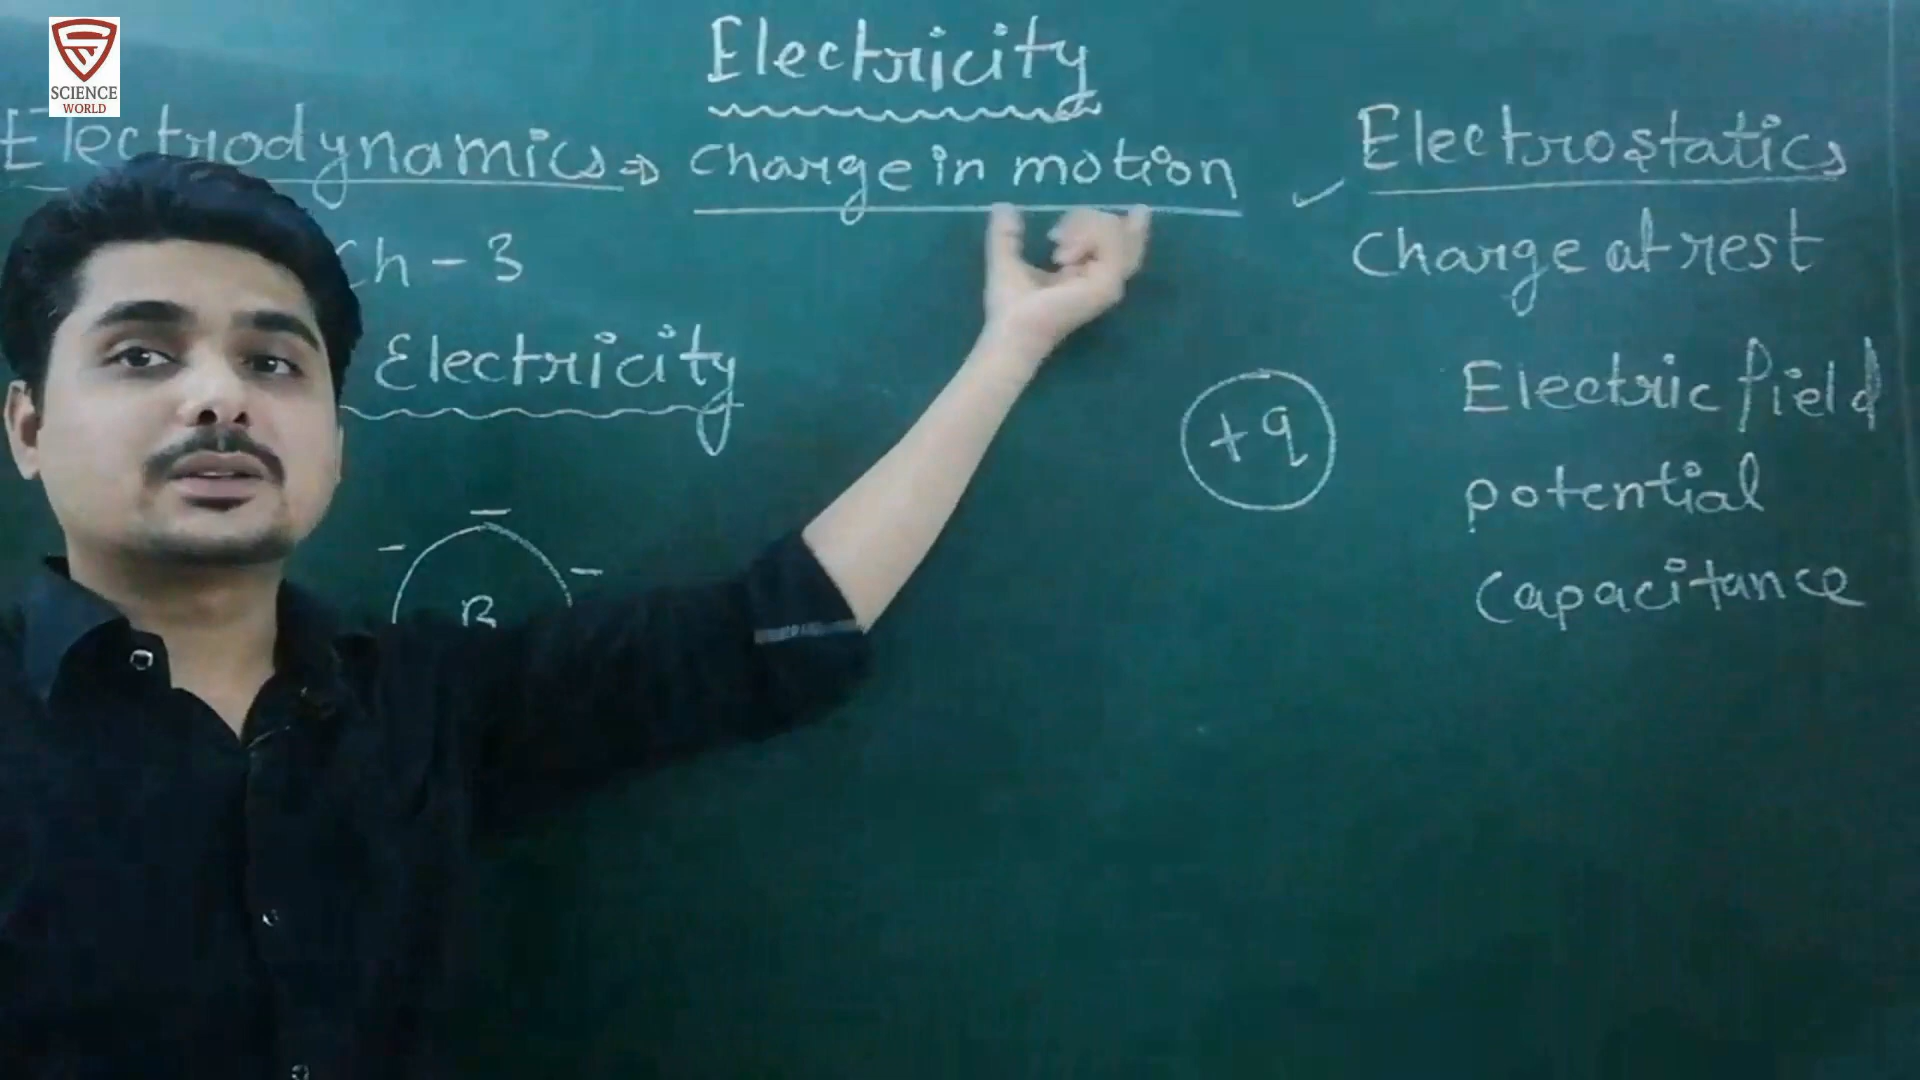 SCIENCE
WORLD
Electricity
Electrodynamics ⇒ Charge in motion
Ch - 3
Electricity
B
Electrostatics
Charge at rest
+q
Electric field
potential
Capacitance